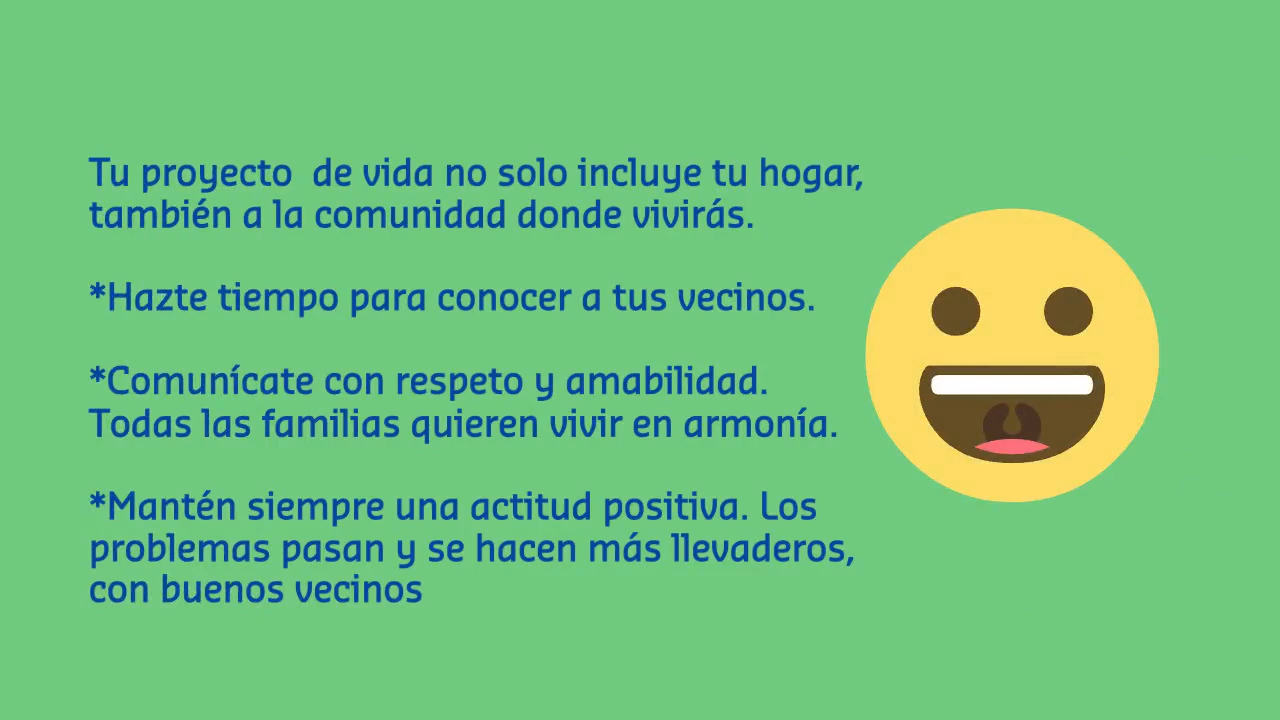 Tu proyecto  de vida no solo incluye tu hogar,
también a la comunidad donde vivirás.
*Hazte tiempo para conocer a tus vecinos.
*Comunícate con respeto y amabilidad.
Todas las familias quieren vivir en armonía.
*Mantén siempre una actitud positiva. Los
problemas pasan y se hacen más llevaderos,
con buenos vecinos